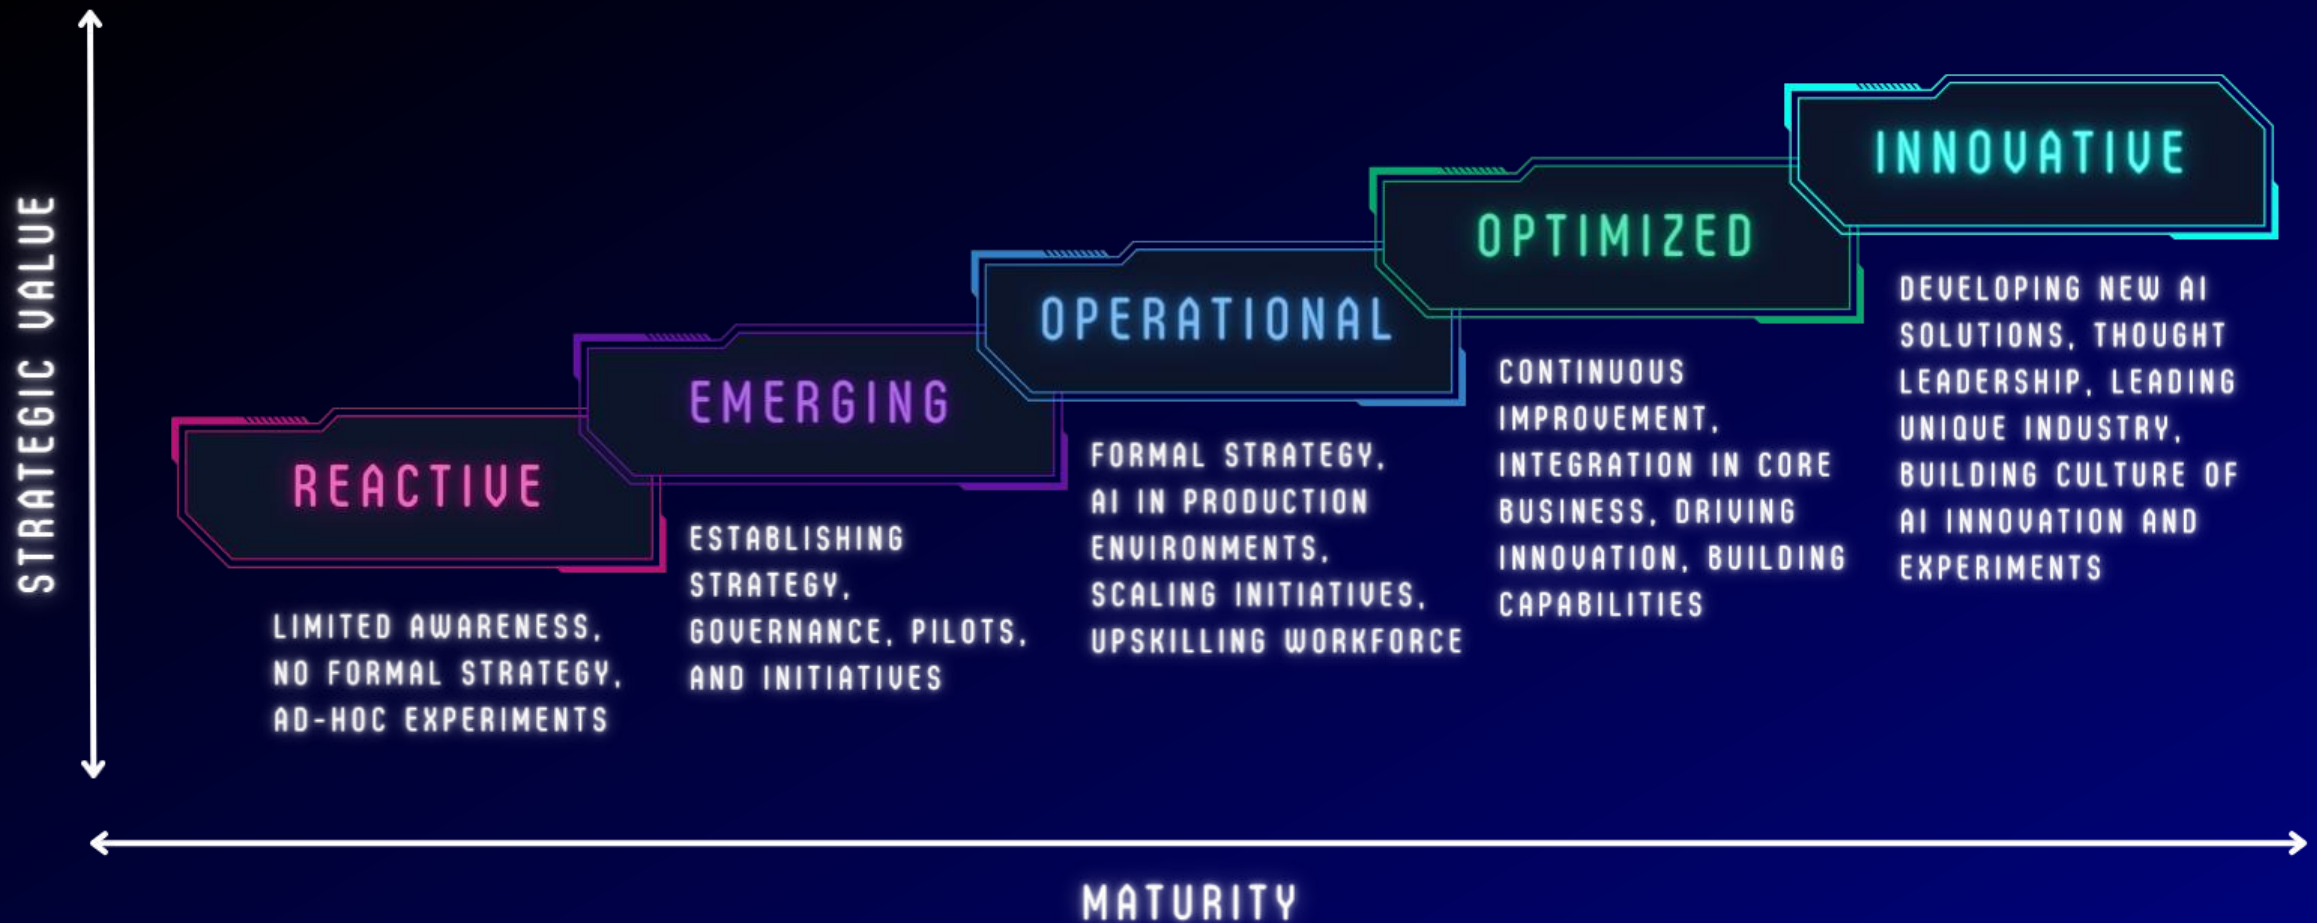 STRATEGIC VALUE
REACTIVE
LIMITED AWARENESS,
NO FORMAL STRATEGY,
AD-HOC EXPERIMENTS
EMERGING
ESTABLISHING
STRATEGY,
GOVERNANCE, PILOTS,
AND INITIATIVES
OPERATIONAL
FORMAL STRATEGY,
AI IN PRODUCTION
ENVIRONMENTS,
SCALING INITIATIVES,
UPSKILLING WORKFORCE
OPTIMIZED
CONTINUOUS
IMPROVEMENT,
INTEGRATION IN CORE
BUSINESS, DRIVING
INNOVATION, BUILDING
CAPABILITIES
INNOVATIVE
DEVELOPING NEW AI
SOLUTIONS, THOUGHT
LEADERSHIP, LEADING
UNIQUE INDUSTRY,
BUILDING CULTURE OF
AI INNOVATION AND
EXPERIMENTS
MATURITY